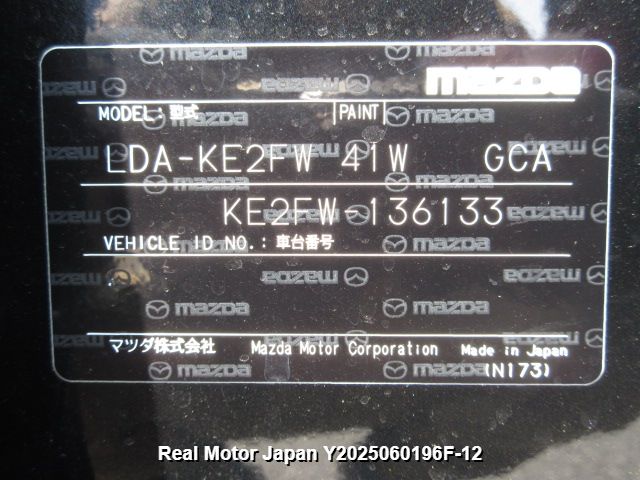 mazda
MODEL: 型式 PAINT
LDA-KE2FW 41W GCA
KE2FW-136133
VEHICLE ID NO.: 車台番号
マツダ株式会社 Mazda Motor Corporation Made in Japan
(N173)
Real Motor Japan Y2025060196F-12